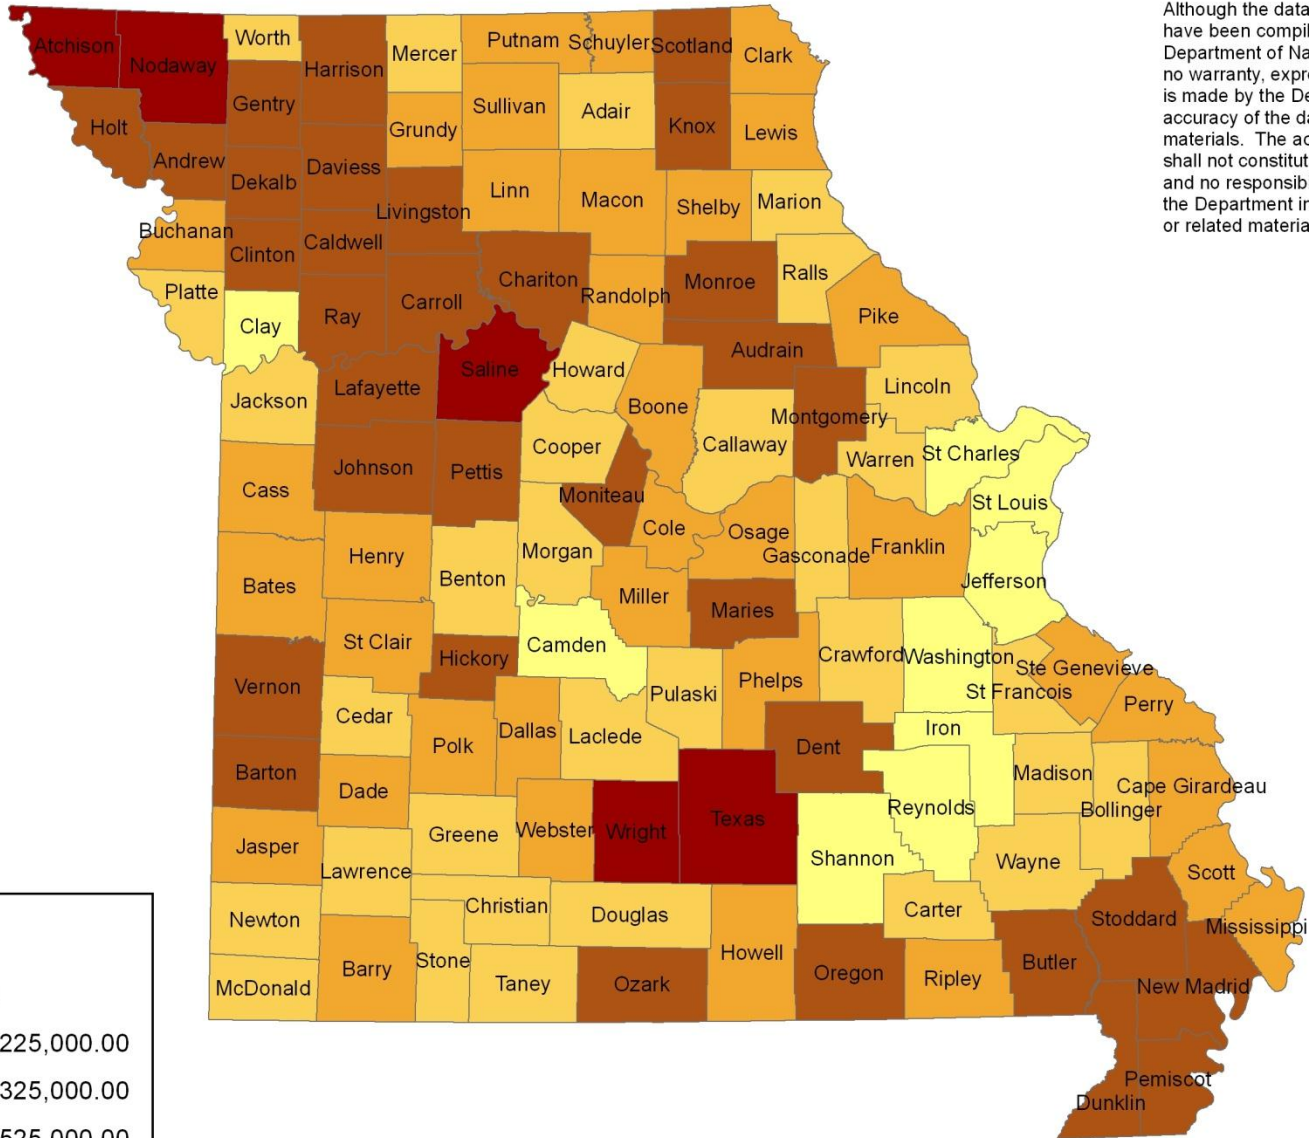 Although the data
have been compil
Department of Na
no warranty, expr
is made by the De
accuracy of the da
materials. The ac
shall not constitut
and no responsib
the Department in
or related materia
Atchison
Nodaway
Worth
Harrison
Mercer
Putnam
Schuyler
Scotland
Clark
Gentry
Sullivan
Adair
Holt
Grundy
Knox
Lewis
Andrew
Daviess
Dekalb
Linn
Macon
Shelby
Marion
Livingston
Buchanan
Clinton
Caldwell
Chariton
Randolph
Monroe
Ralls
Platte
Carroll
Ray
Clay
Pike
Audrain
Saline
Howard
Lafayette
Lincoln
Jackson
Boone
Montgomery
Callaway
Cooper
Warren
St Charles
Johnson
Pettis
Cass
Moniteau
St Louis
Cole
Osage
Morgan
Gasconade
Franklin
Henry
Benton
Bates
Jefferson
Miller
Maries
St Clair
Camden
Hickory
Crawford
Washington
Ste Genevieve
Vernon
Pulaski
Phelps
St Francois
Perry
Cedar
Dallas
Laclede
Iron
Polk
Dent
Barton
Madison
Dade
Cape Girardeau
Reynolds
Bollinger
Texas
Greene
Webster
Wright
Jasper
Shannon
Wayne
Lawrence
Scott
Christian
Douglas
Carter
Newton
Stoddard
Mississippi
Howell
Stone
Barry
Butler
Oregon
Ripley
McDonald
Taney
Ozark
New Madrid
225,000.00
325,000.00
Pemiscot
Dunklin
525,000.00